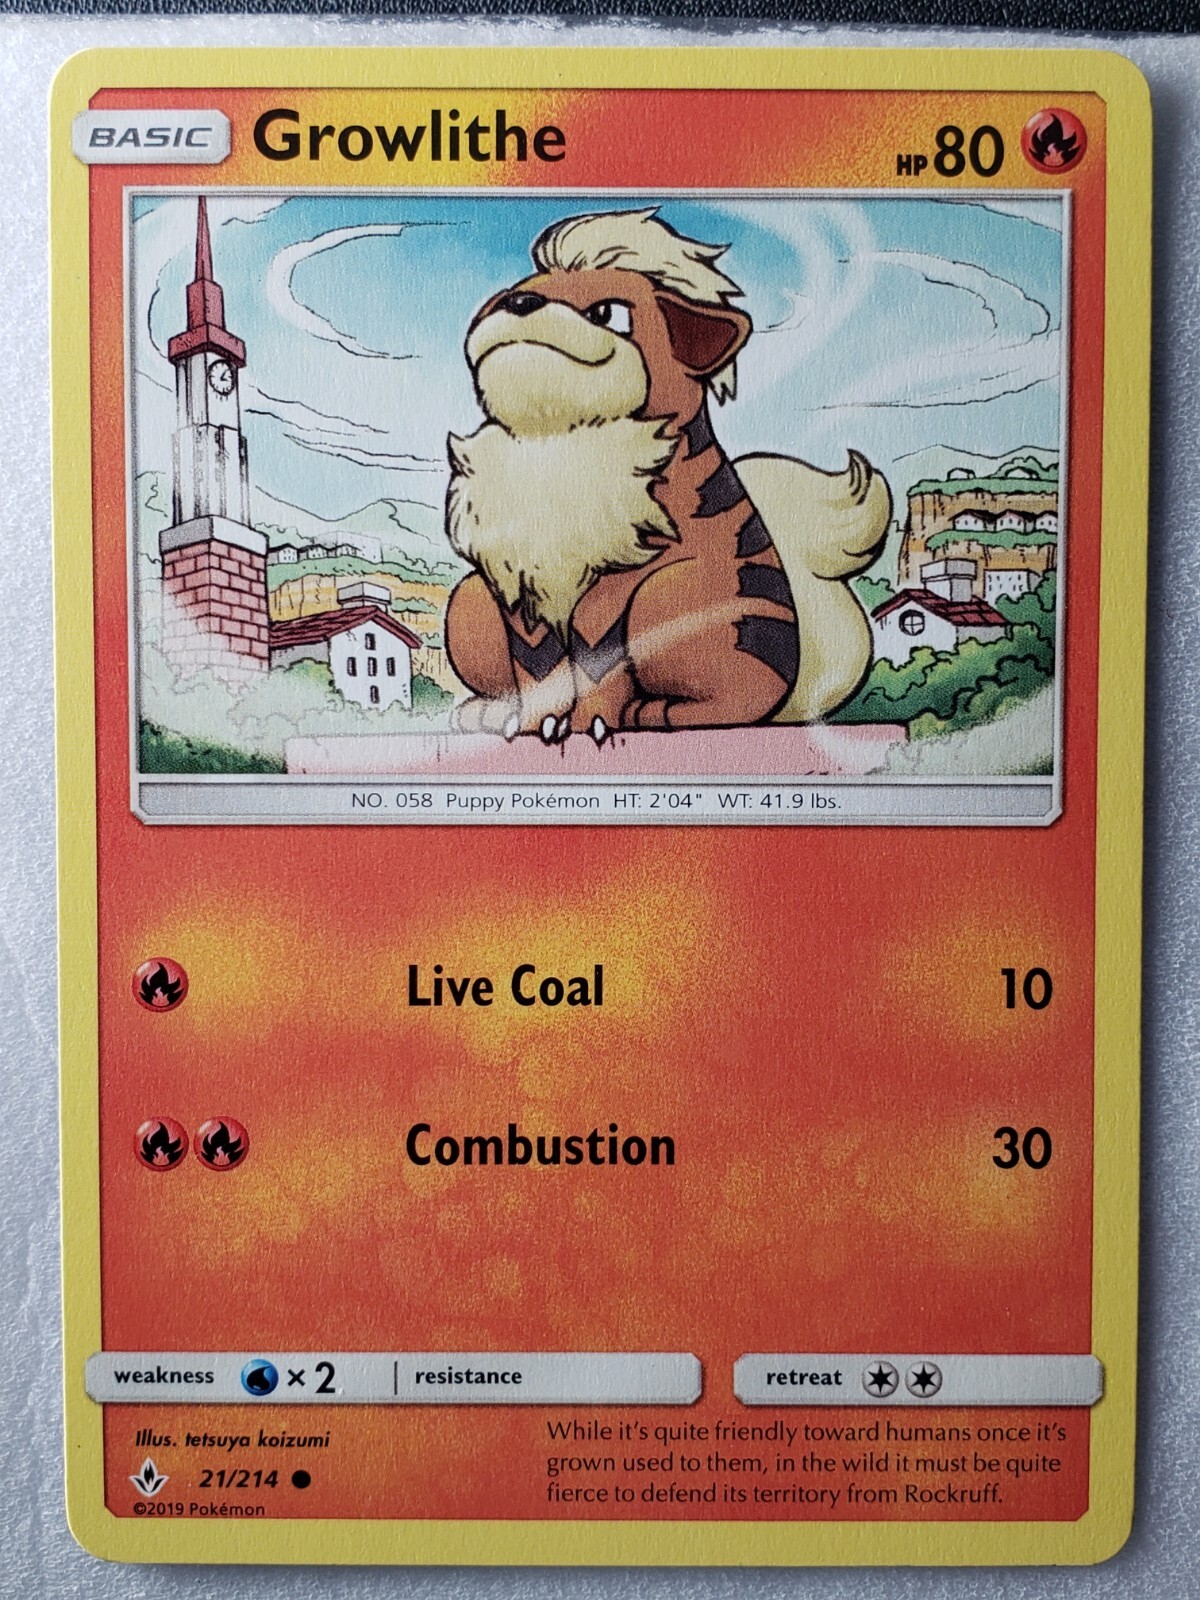 BASIC Growlithe HP 80
NO. 058 Puppy Pokémon HT: 2'04" WT: 41.9 lbs.
Live Coal 10
Combustion 30
weakness × 2 resistance retreat
Illus. tetsuya koizumi
21/214
©2019 Pokémon
While it's quite friendly toward humans once it's
grown used to them, in the wild it must be quite
fierce to defend its territory from Rockruff.